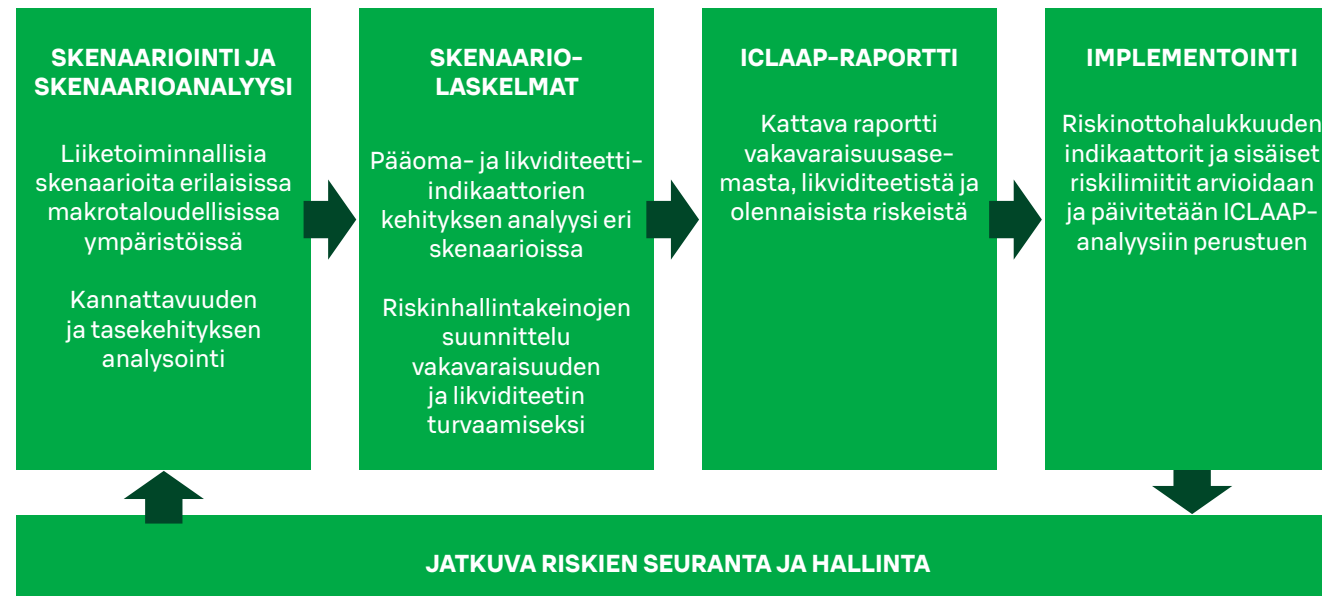 SKENAARIOINTI JA
SKENAARIOANALYYSI
Liiketoiminnallisia
skenaarioita erilaisissa
makrotaloudellisissa
ympäristöissä
Kannattavuuden
ja tasekehityksen
analysointi
SKENAARIO-
LASKELMAT
Pääoma- ja likviditeetti-
indikaattorien
kehityksen analyysi eri
skenaarioissa
Riskinhallintakeinojen
suunnittelu
vakavaraisuuden
ja likviditeetin
turvaamiseksi
ICLAAP-RAPORTTI
Kattava raportti
vakavaraisuusase-
masta, likviditeetistä ja
olennaisista riskeistä
IMPLEMENTOINTI
Riskinottohalukkuuden
indikaattorit ja sisäiset
riskilimiitit arvioidaan
ja päivitetään ICLAAP-
analyysiin perustuen
JATKUVA RISKIEN SEURANTA JA HALLINTA